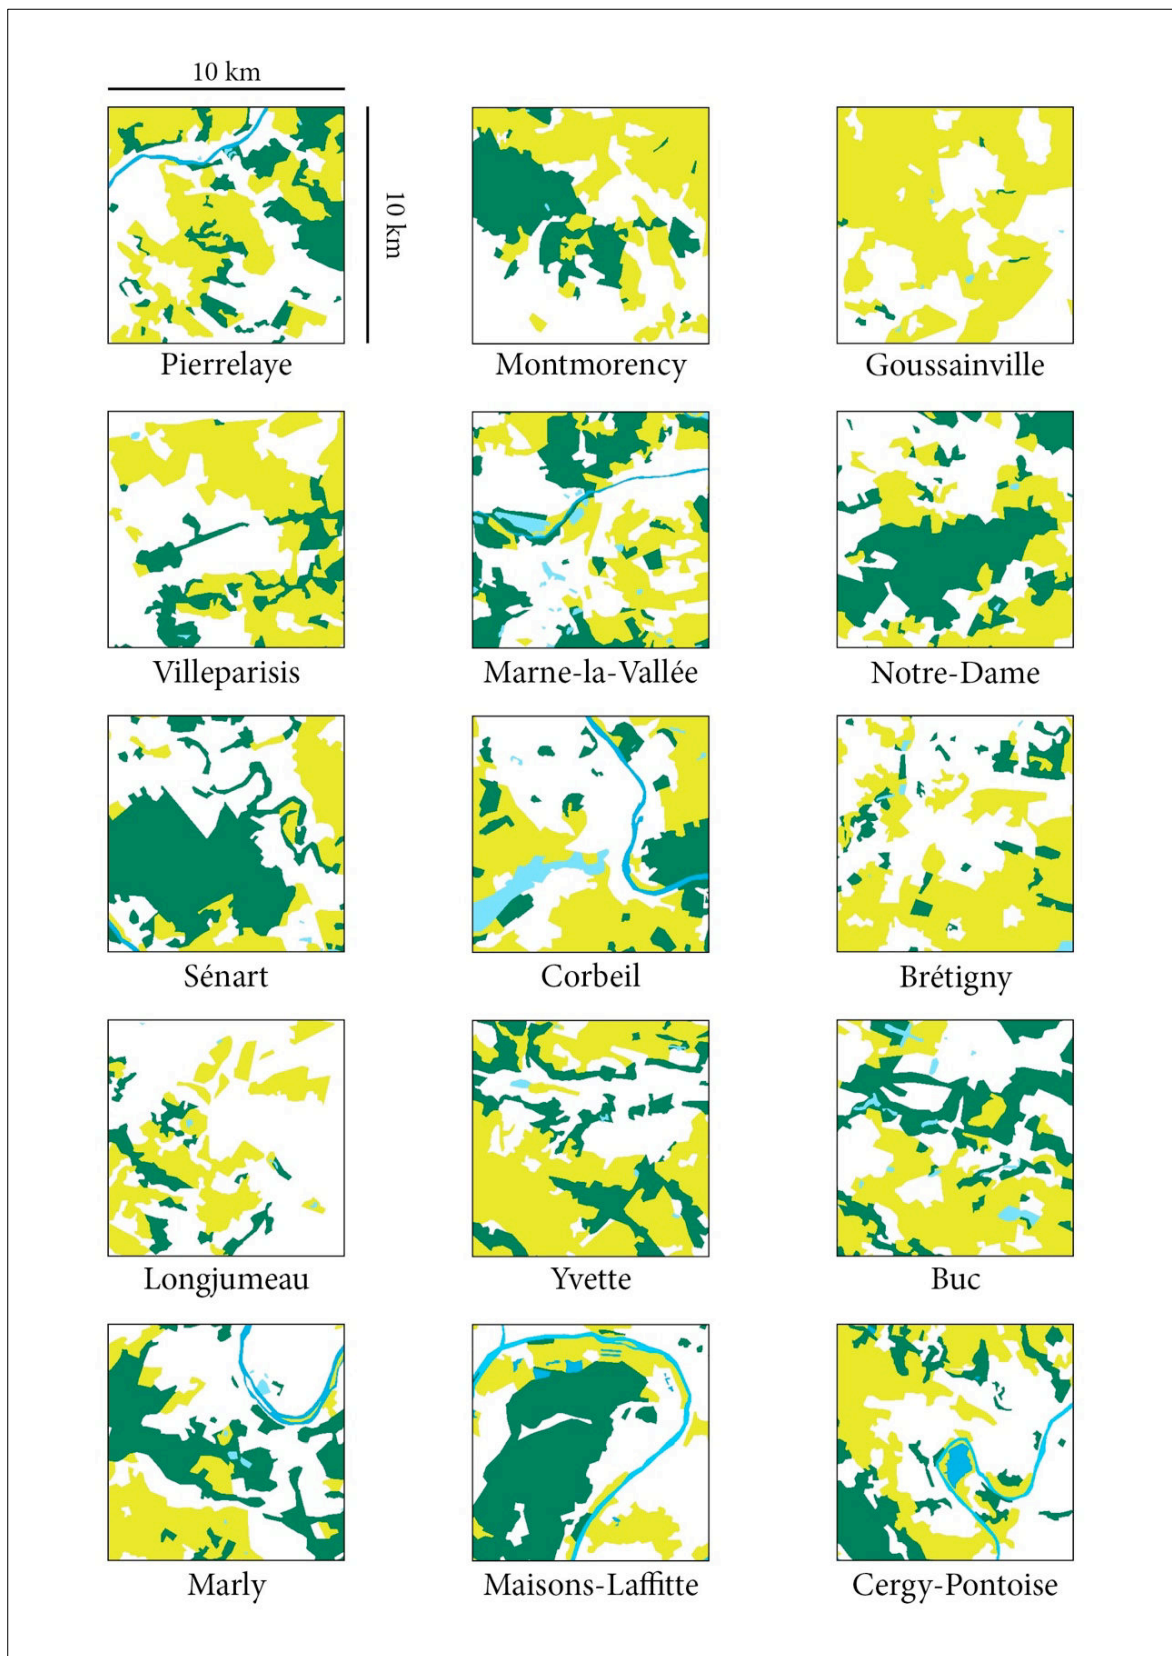 10 km
10 km
Pierrelaye
Montmorency
Goussainville
Villeparisis
Marne-la-Vallée
Notre-Dame
Sénart
Corbeil
Brétigny
Longjumeau
Yvette
Buc
Marly
Maisons-Laffitte
Cergy-Pontoise